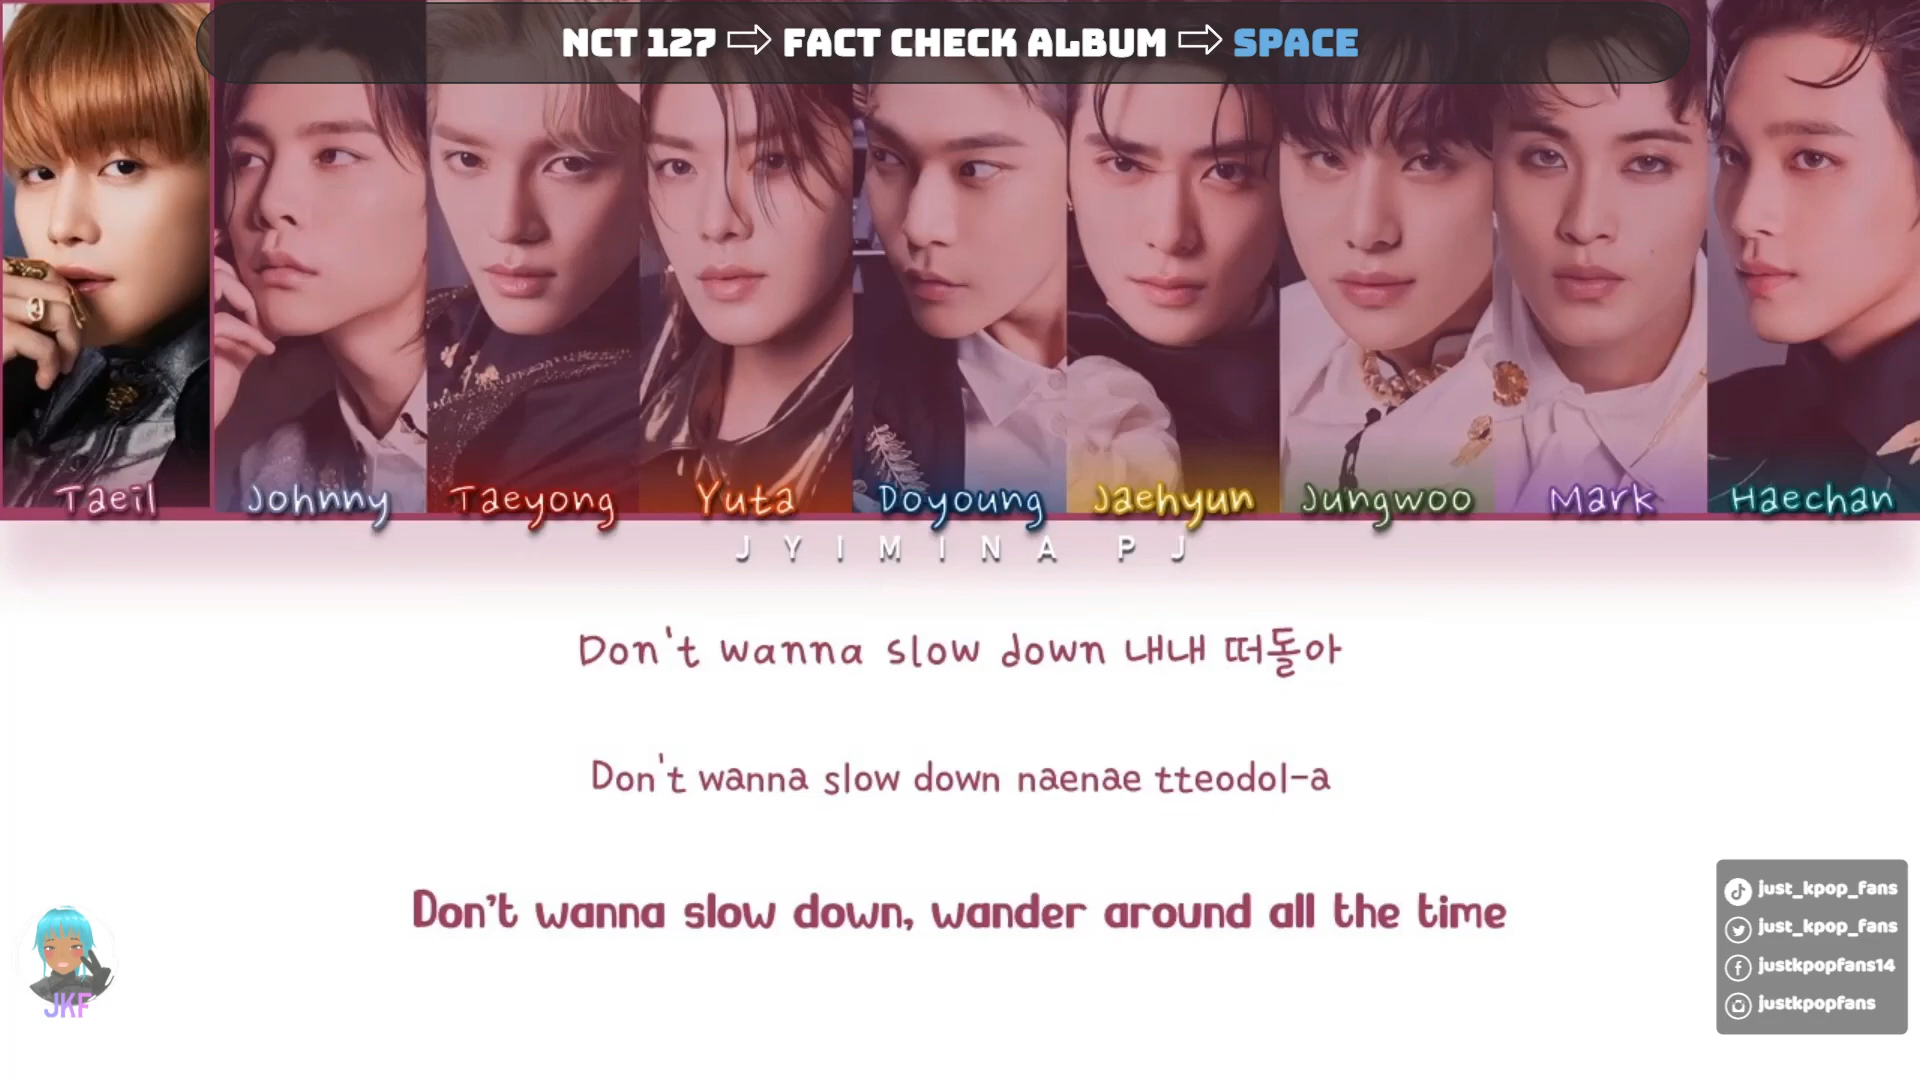 NCT 127 ⇨ FACT CHECK ALBUM ⇨ SPACE
Taeil Johnny Taeyong Yuta Doyoung Jaehyun Jungwoo Mark Haechan
JYIMINA PJ
Don't wanna slow down 내내 떠돌아
Don't wanna slow down naenae tteodol-a
Don't wanna slow down, wander around all the time
just_kpop_fans
just_kpop_fans
justkpopfans14
justkpopfans
JKF